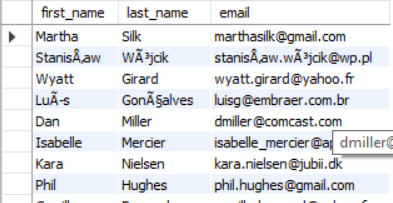 first_name last_name email
Martha Silk marthasilk@gmail.com
StanisÅ‚aw WÃ³jcik stanisÅ‚aw.wÃ³jcik@wp.pl
Wyatt Girard wyatt.girard@yahoo.fr
LuÃ-s GonÃ§alves luisg@embraer.com.br
Dan Miller dmiller@comcast.com
Isabelle Mercier isabelle_mercier@ap dmiller@
Kara Nielsen kara.nielsen@jubii.dk
Phil Hughes phil.hughes@gmail.com